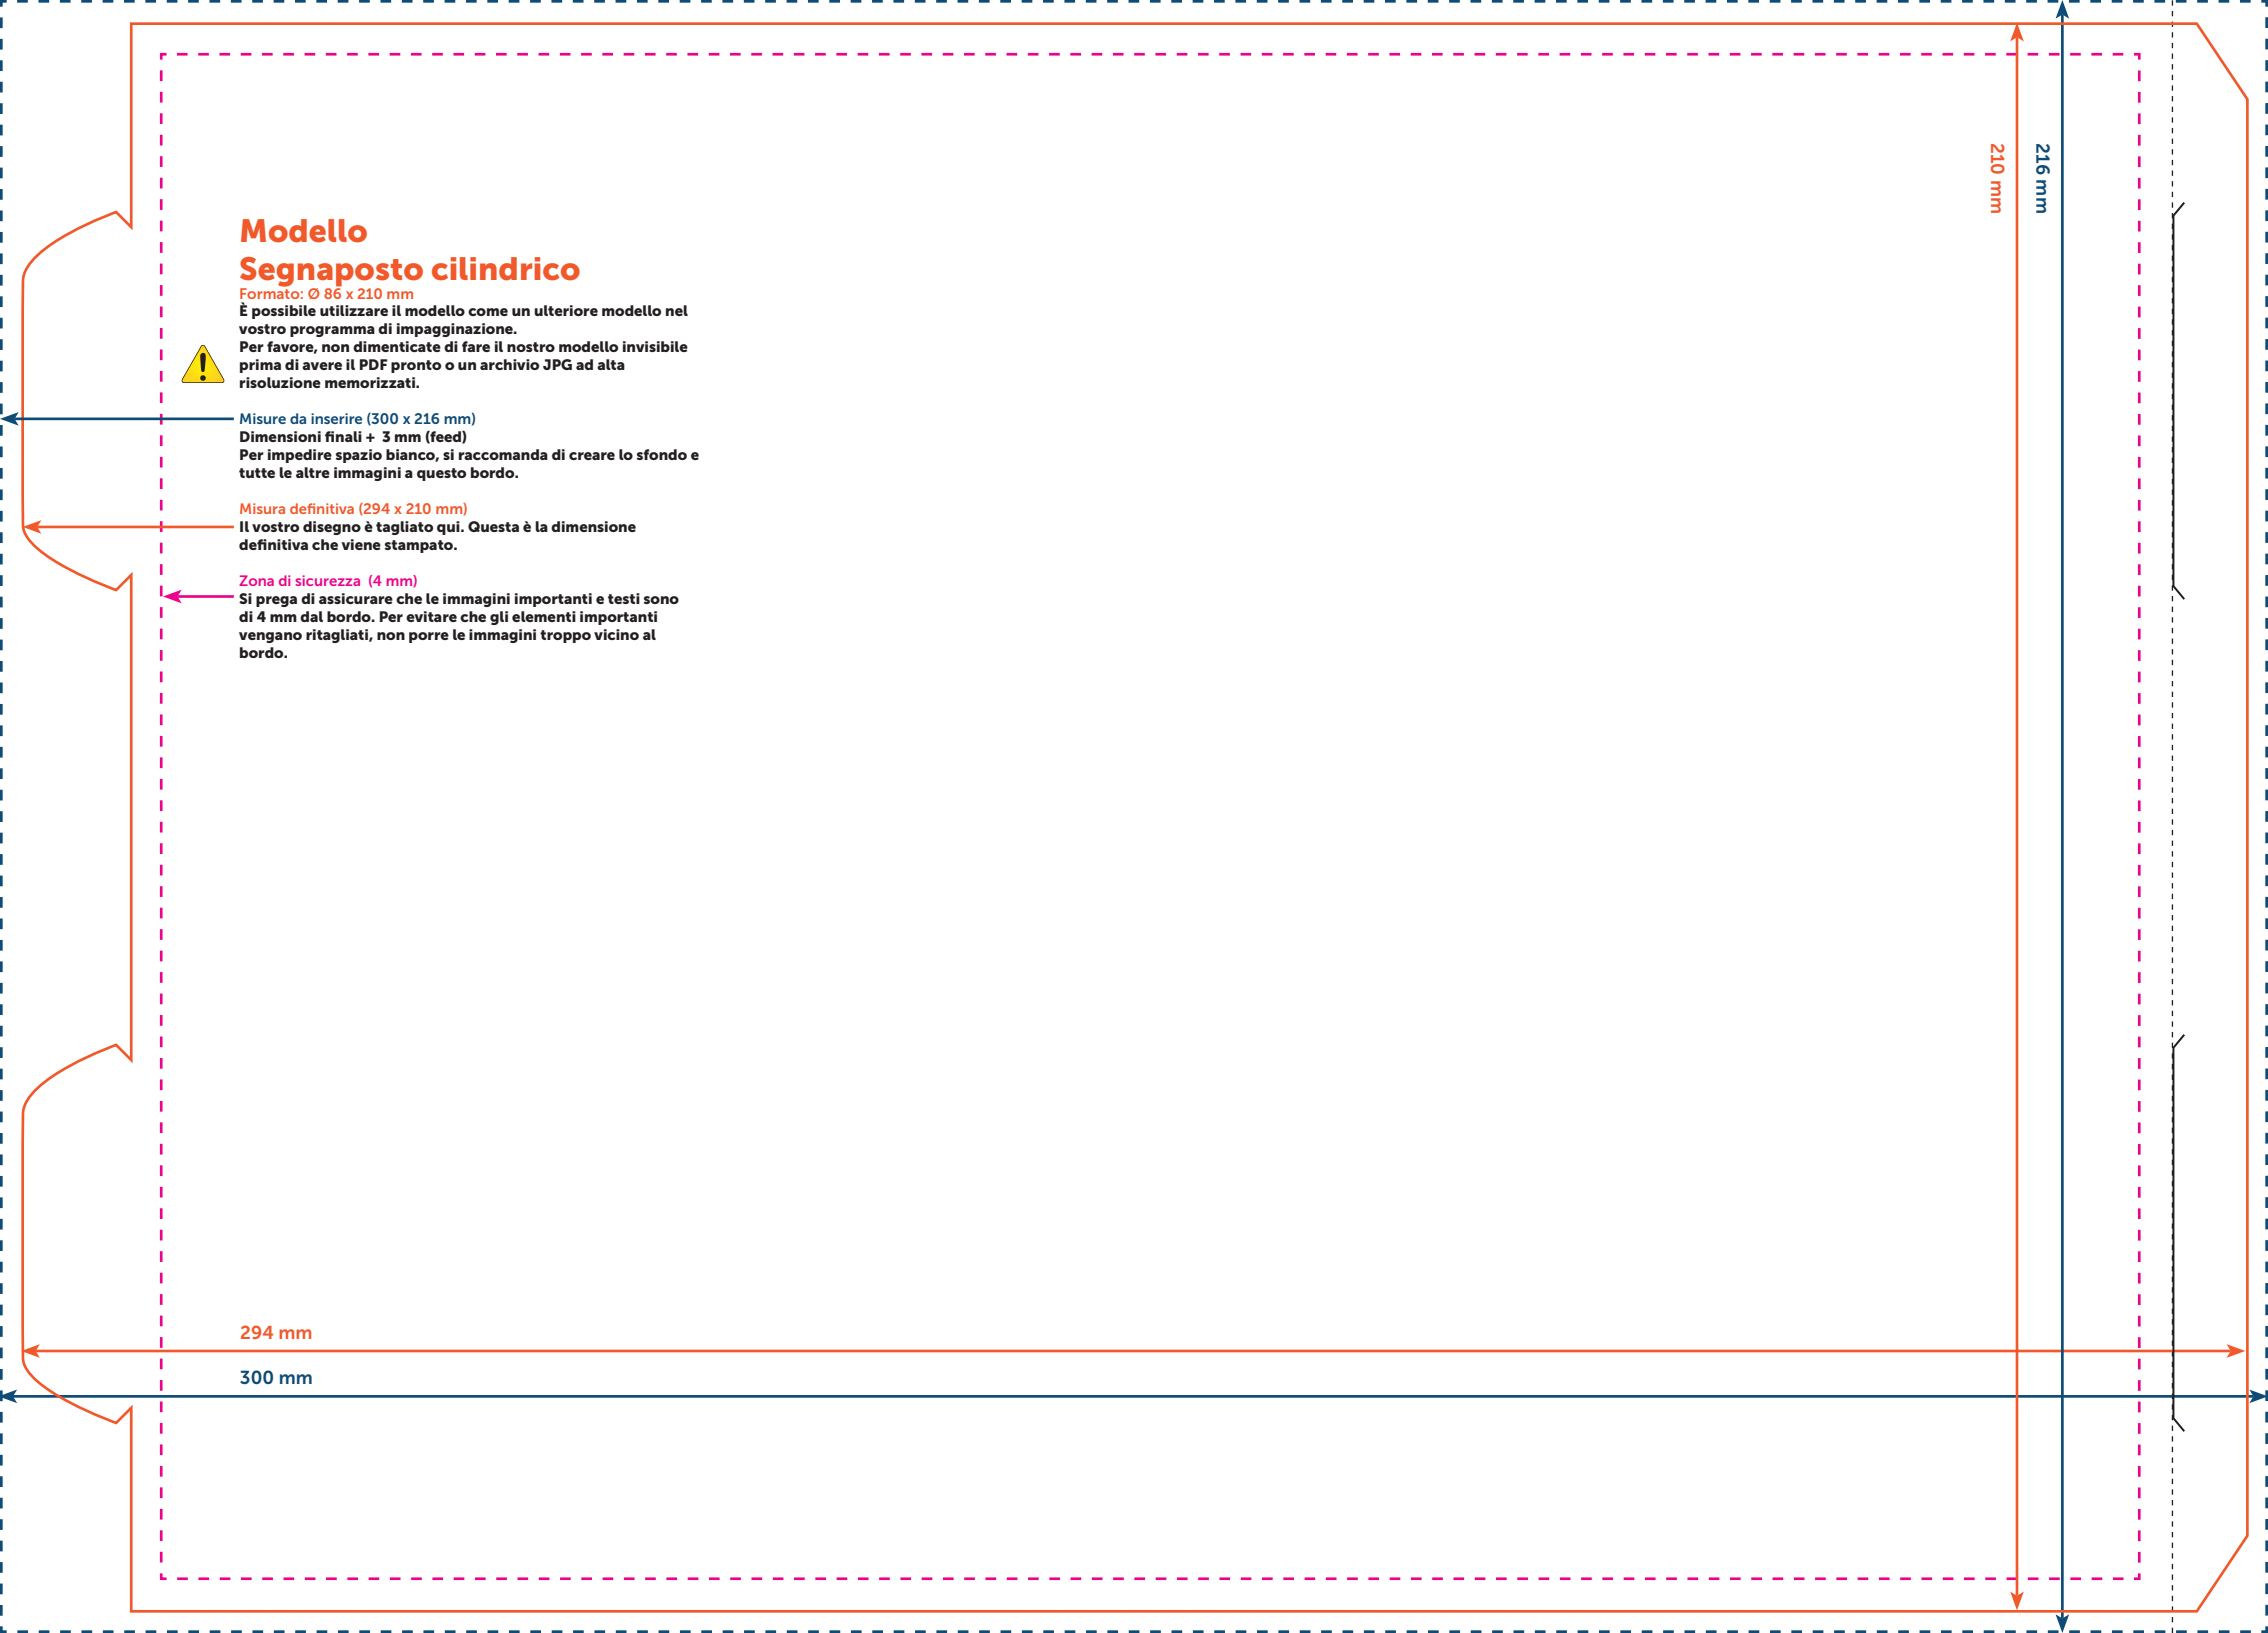 Modello
Segnaposto cilindrico
Formato: Ø 86 x 210 mm
È possibile utilizzare il modello come un ulteriore modello nel
vostro programma di impagginazione.
Per favore, non dimenticate di fare il nostro modello invisibile
prima di avere il PDF pronto o un archivio JPG ad alta
risoluzione memorizzati.
Misure da inserire (300 x 216 mm)
Dimensioni finali + 3 mm (feed)
Per impedire spazio bianco, si raccomanda di creare lo sfondo e
tutte le altre immagini a questo bordo.
Misura definitiva (294 x 210 mm)
Il vostro disegno è tagliato qui. Questa è la dimensione
definitiva che viene stampato.
Zona di sicurezza (4 mm)
Si prega di assicurare che le immagini importanti e testi sono
di 4 mm dal bordo. Per evitare che gli elementi importanti
vengano ritagliati, non porre le immagini troppo vicino al
bordo.
210 mm
216 mm
294 mm
300 mm